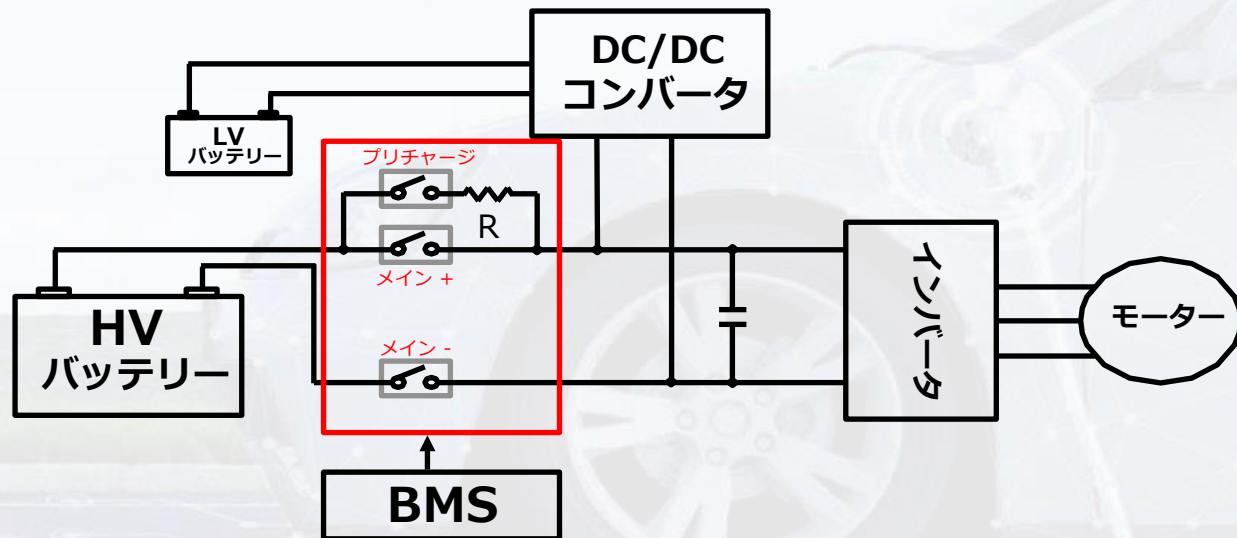 DC/DC
コンバータ
LV
バッテリー
プリチャージ
R
メイン +
HV
バッテリー
メイン -
インバータ
モーター
BMS